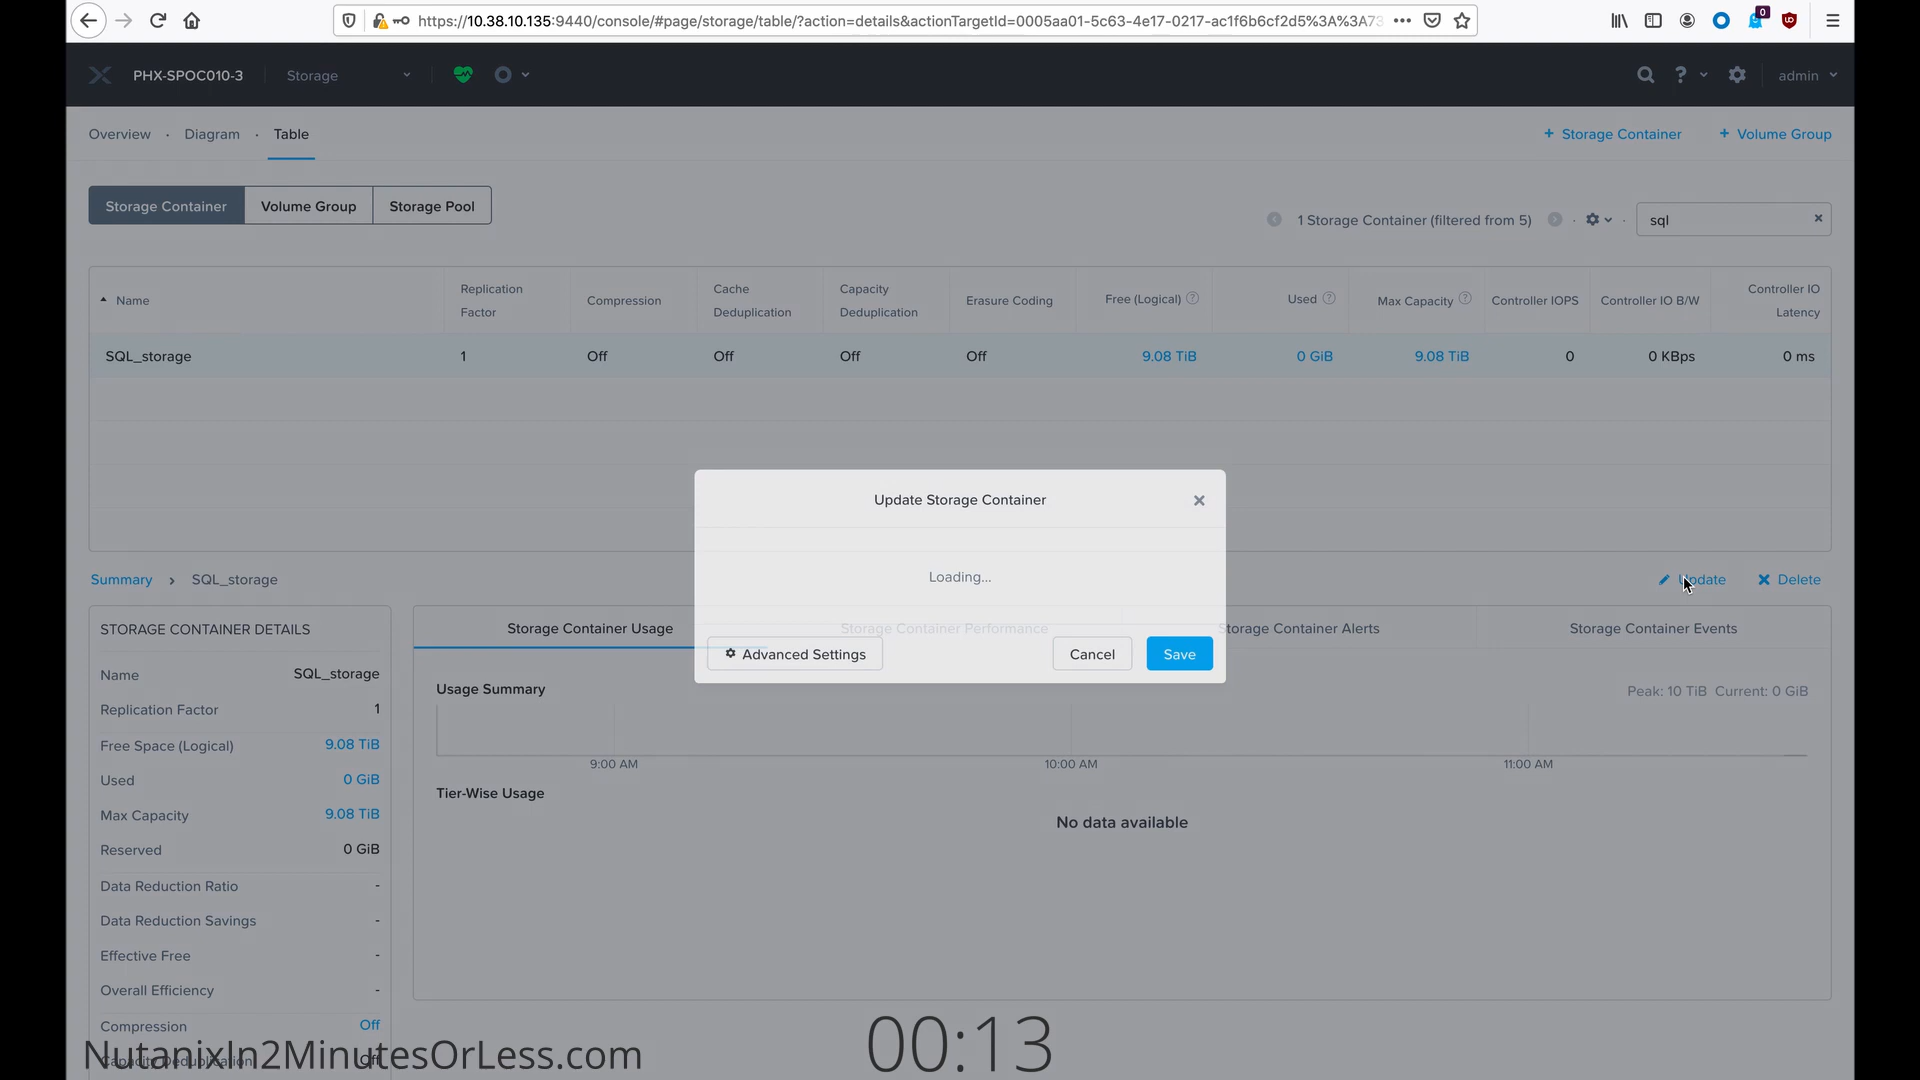 https://10.38.10.135:9440/console/#page/storage/table/?action=details&actionTargetId=0005aa01-5c63-4e17-0217-ac1f6b6cf2d5%3A%3A73
0
PHX-SPOC010-3
Storage
?
admin
Overview · Diagram · Table
+ Storage Container
+ Volume Group
Storage Container
Volume Group
Storage Pool
1 Storage Container (filtered from 5)
sql
Name
Replication Factor
Compression
Cache Deduplication
Capacity Deduplication
Erasure Coding
Free (Logical) ?
Used ?
Max Capacity ?
Controller IOPS
Controller IO B/W
Controller IO Latency
SQL_storage 1 Off Off Off Off 9.08 TiB 0 GiB 9.08 TiB 0 0 KBps 0 ms
Update Storage Container
Loading...
Advanced Settings
Cancel
Save
Summary > SQL_storage
Update
Delete
STORAGE CONTAINER DETAILS
Name SQL_storage
Replication Factor 1
Free Space (Logical) 9.08 TiB
Used 0 GiB
Max Capacity 9.08 TiB
Reserved 0 GiB
Data Reduction Ratio -
Data Reduction Savings -
Effective Free -
Overall Efficiency -
Compression Off
Capacity Deduplication Off
Storage Container Usage
Storage Container Performance
Storage Container Alerts
Storage Container Events
Usage Summary
Peak: 10 TiB Current: 0 GiB
9:00 AM
10:00 AM
11:00 AM
Tier-Wise Usage
No data available
NutanixIn2MinutesOrLess.com
00:13